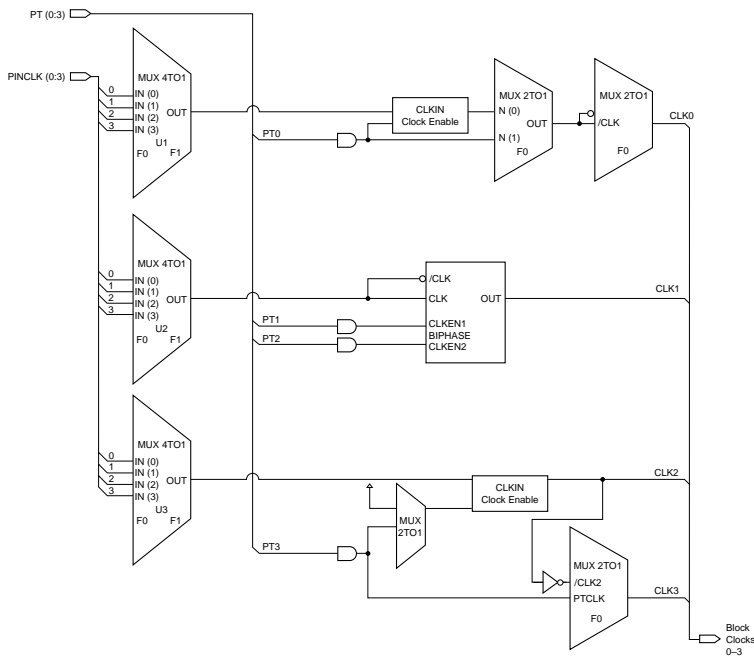 PT (0:3)
PINCLK (0:3)
MUX 4TO1
0
IN (0)
1
IN (1)
2
IN (2)
3
IN (3)
OUT
U1
F0
F1
PT0
CLKIN
Clock Enable
MUX 2TO1
N (0)
OUT
N (1)
F0
MUX 2TO1
/CLK
F0
CLK0
MUX 4TO1
0
IN (0)
1
IN (1)
2
IN (2)
3
IN (3)
OUT
U2
F0
F1
/CLK
CLK
OUT
CLKEN1
BIPHASE
CLKEN2
PT1
PT2
CLK1
MUX 4TO1
0
IN (0)
1
IN (1)
2
IN (2)
3
IN (3)
OUT
U3
F0
F1
CLKIN
Clock Enable
CLK2
MUX
2TO1
PT3
MUX 2TO1
/CLK2
PTCLK
F0
CLK3
Block
Clocks
0–3